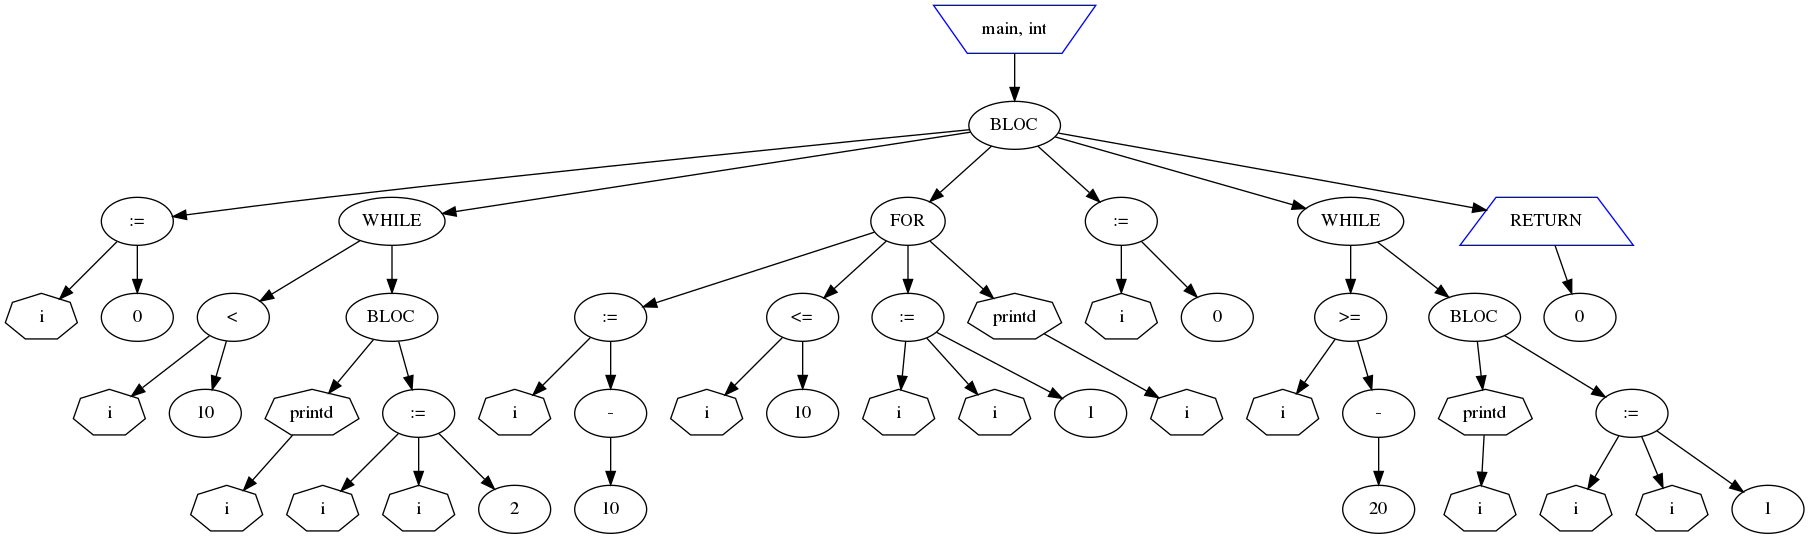 main, int
BLOC
:=
WHILE
FOR
:=
WHILE
RETURN
i
0
<
BLOC
:=
<=
:=
printd
i
0
>=
BLOC
0
i
10
printd
:=
i
-
i
10
i
i
1
i
i
-
printd
:=
i
i
i
2
10
20
i
i
i
1